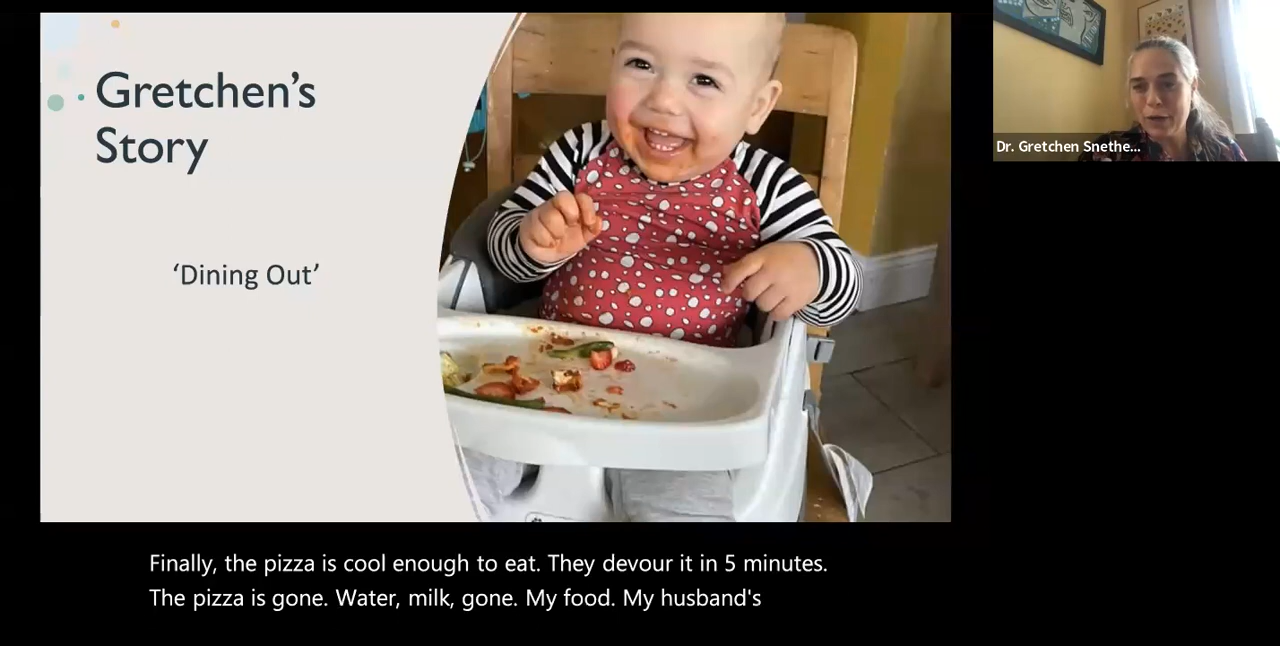 Gretchen's
Story
‘Dining Out’
Dr. Gretchen Snethe...
Finally, the pizza is cool enough to eat. They devour it in 5 minutes.
The pizza is gone. Water, milk, gone. My food. My husband's